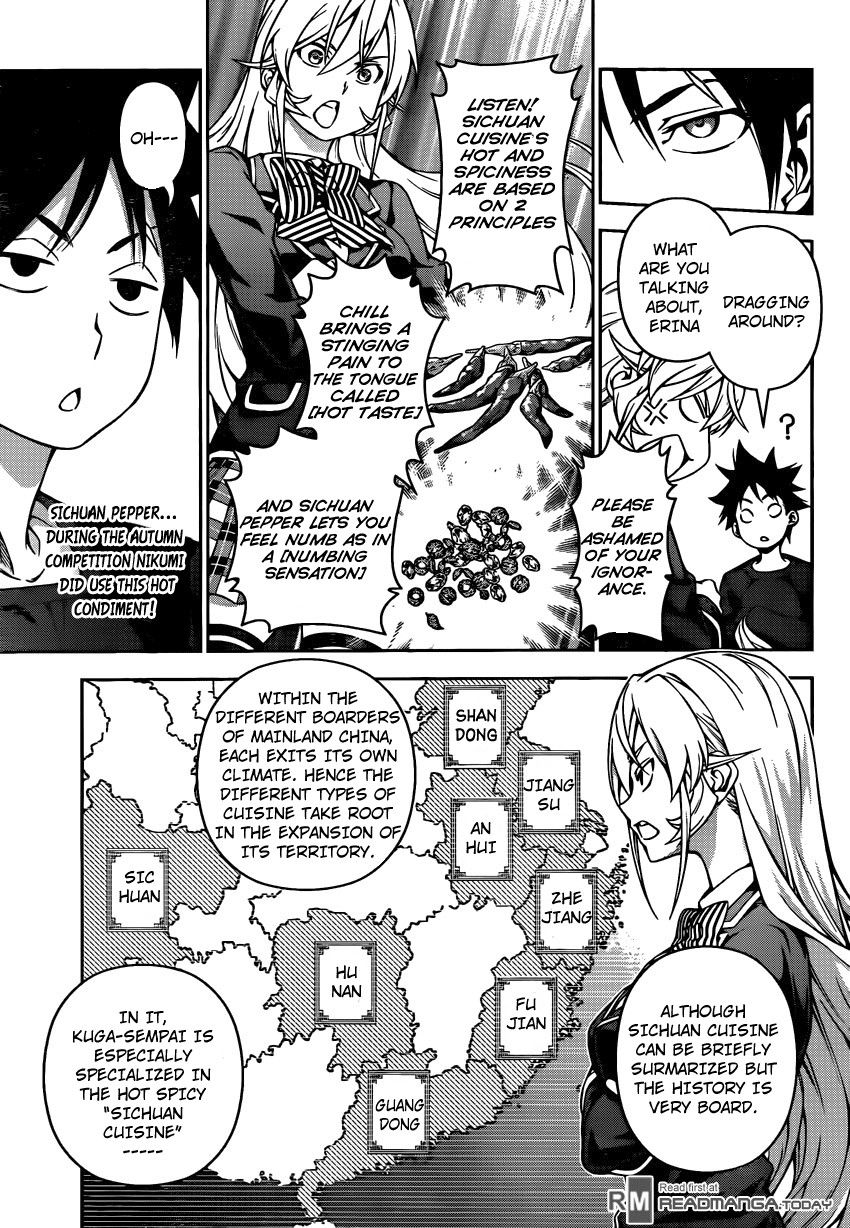 WHAT
ARE YOU
TALKING
ABOUT,
ERINA
DRAGGING
AROUND?
?
PLEASE
BE
ASHAMED
OF YOUR
IGNOR-
ANCE.
LISTEN!
SICHUAN
CUISINE'S
HOT AND
SPICINESS
ARE BASED
ON 2
PRINCIPLES
CHILL
BRINGS A
STINGING
PAIN TO
THE TONGUE
CALLED
[HOT TASTE]
AND SICHUAN
PEPPER LETS YOU
FEEL NUMB AS IN
A [NUMBING
SENSATION]
OH---
SICHUAN PEPPER...
DURING THE AUTUMN
COMPETITION NIKUMI
DID USE THIS HOT
CONDIMENT!
ALTHOUGH
SICHUAN CUISINE
CAN BE BRIEFLY
SURMARIZED BUT
THE HISTORY IS
VERY BOARD.
WITHIN THE
DIFFERENT BOARDERS
OF MAINLAND CHINA,
EACH EXITS ITS OWN
CLIMATE. HENCE THE
DIFFERENT TYPES OF
CUISINE TAKE ROOT
IN THE EXPANSION OF
ITS TERRITORY.
SHAN
DONG
JIANG
SU
AN
HUI
SIC
HUAN
ZHE
JIANG
HU
NAN
FU
JIAN
GUANG
DONG
IN IT,
KUGA-SEMPAI IS
ESPECIALLY
SPECIALIZED IN
THE HOT SPICY
"SICHUAN
CUISINE"
-----
Read first at
RM READMANGA.TODAY